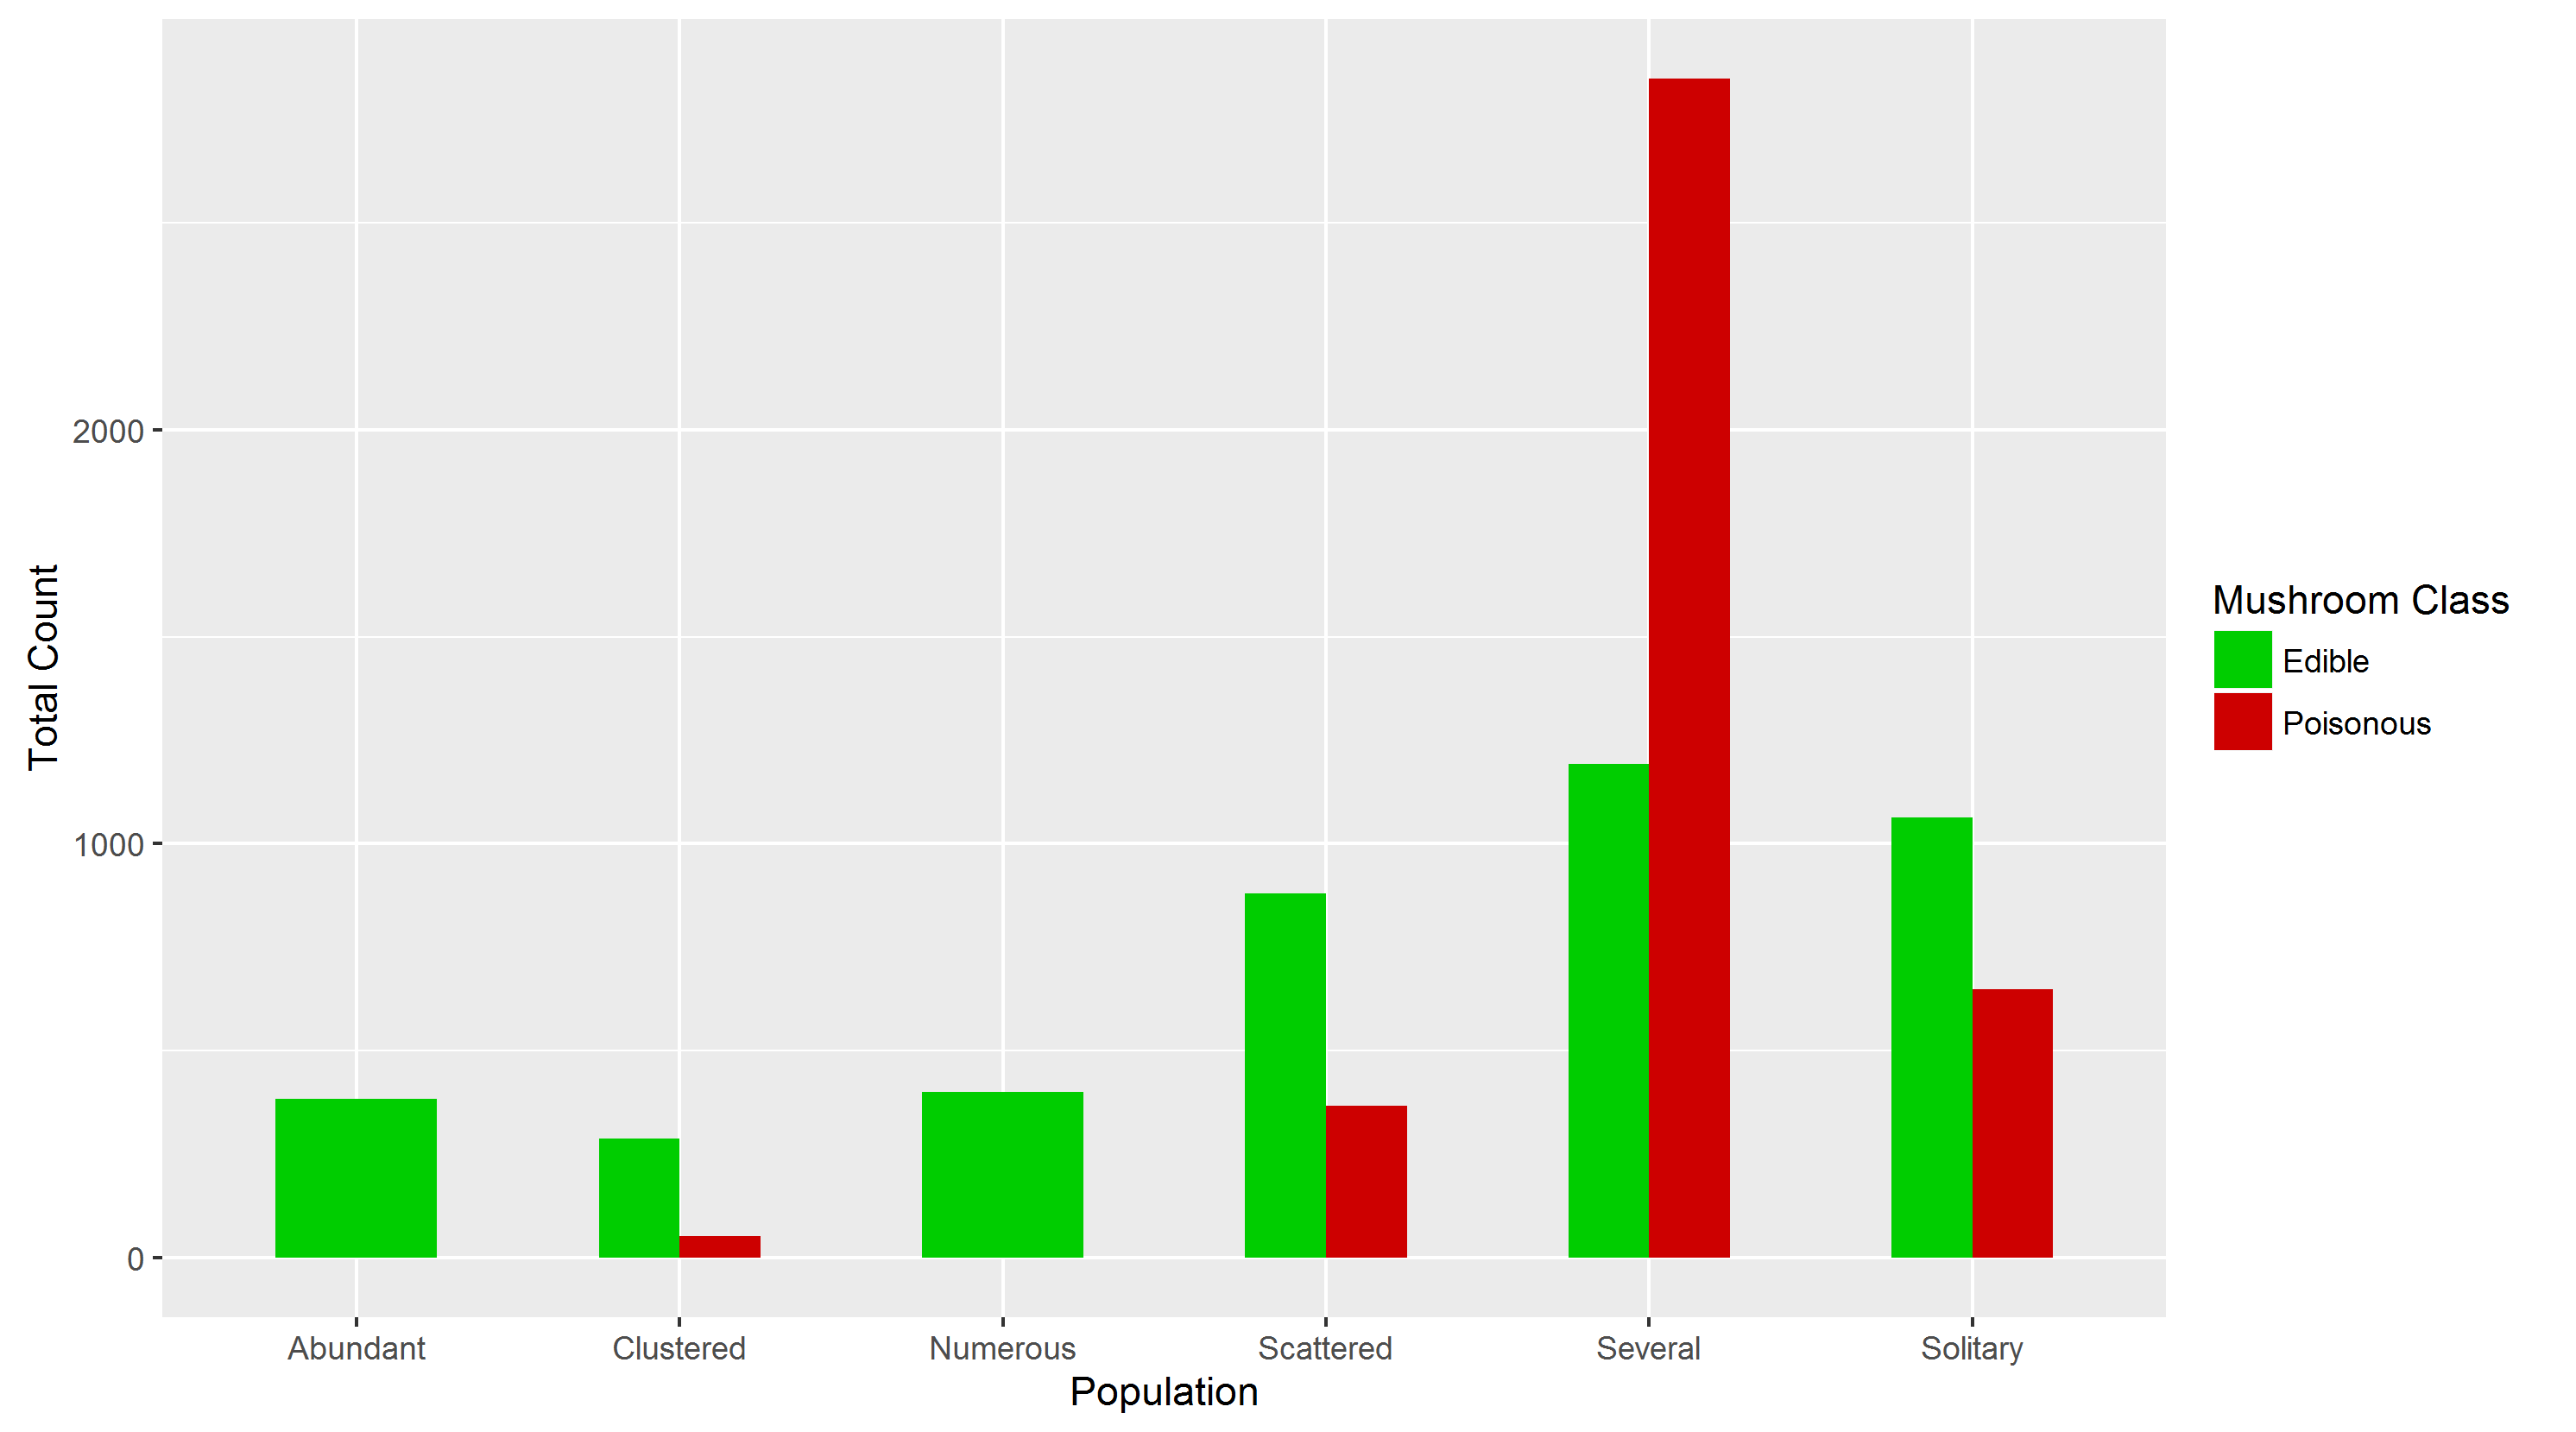 Total Count
2000
1000
0
Abundant
Clustered
Numerous
Scattered
Several
Solitary
Population
Mushroom Class
Edible
Poisonous